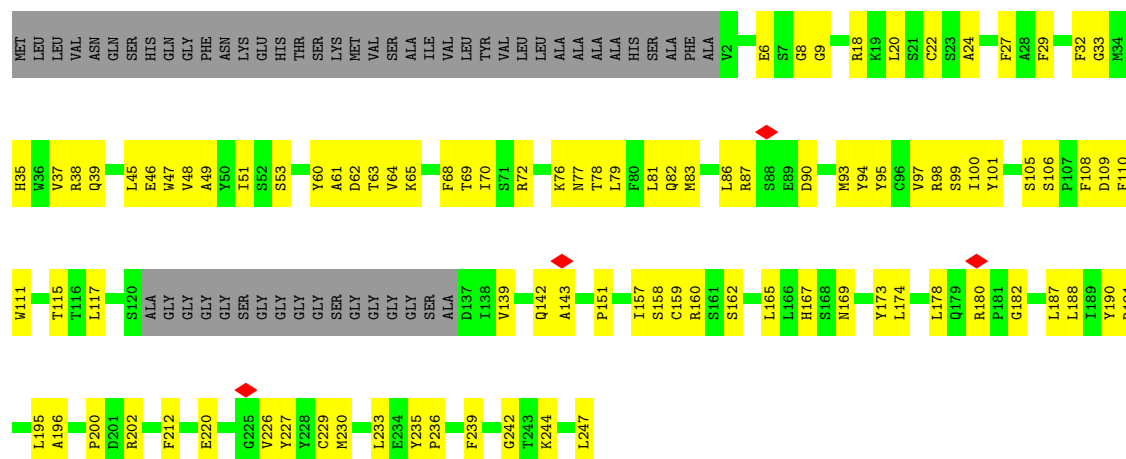 MET LEU LEU VAL ASN GLN SER HIS GLN GLY PHE ASN LYS GLU HIS THR SER LYS MET VAL SER ALA ILE VAL LEU TYR VAL LEU LEU ALA ALA ALA ALA HIS SER ALA PHE ALA V2 E6 S7 G8 G9 R18 K19 L20 S21 C22 S23 A24 F27 A28 F29 F32 G33 M34
H35 W36 V37 R38 Q39 L45 E46 W47 V48 A49 Y50 I51 S52 S53 Y60 A61 D62 T63 V64 K65 F68 T69 I70 S71 R72 K76 N77 T78 L79 F80 L81 Q82 M83 L86 R87 S88 E89 D90 M93 Y94 Y95 C96 V97 R98 S99 I100 Y101 S105 S106 P107 F108 D109 F110
W111 T115 T116 L117 S120 ALA GLY GLY GLY GLY SER GLY GLY GLY GLY SER GLY GLY GLY GLY SER ALA D137 I138 V139 Q142 A143 P151 I157 S158 C159 R160 S161 S162 L165 L166 H167 S168 N169 Y173 L174 L178 Q179 R180 P181 G182 L187 L188 I189 Y190
L195 A196 P200 D201 R202 F212 E220 G225 V226 Y227 Y228 C229 M230 L233 E234 Y235 P236 F239 G242 T243 K244 L247